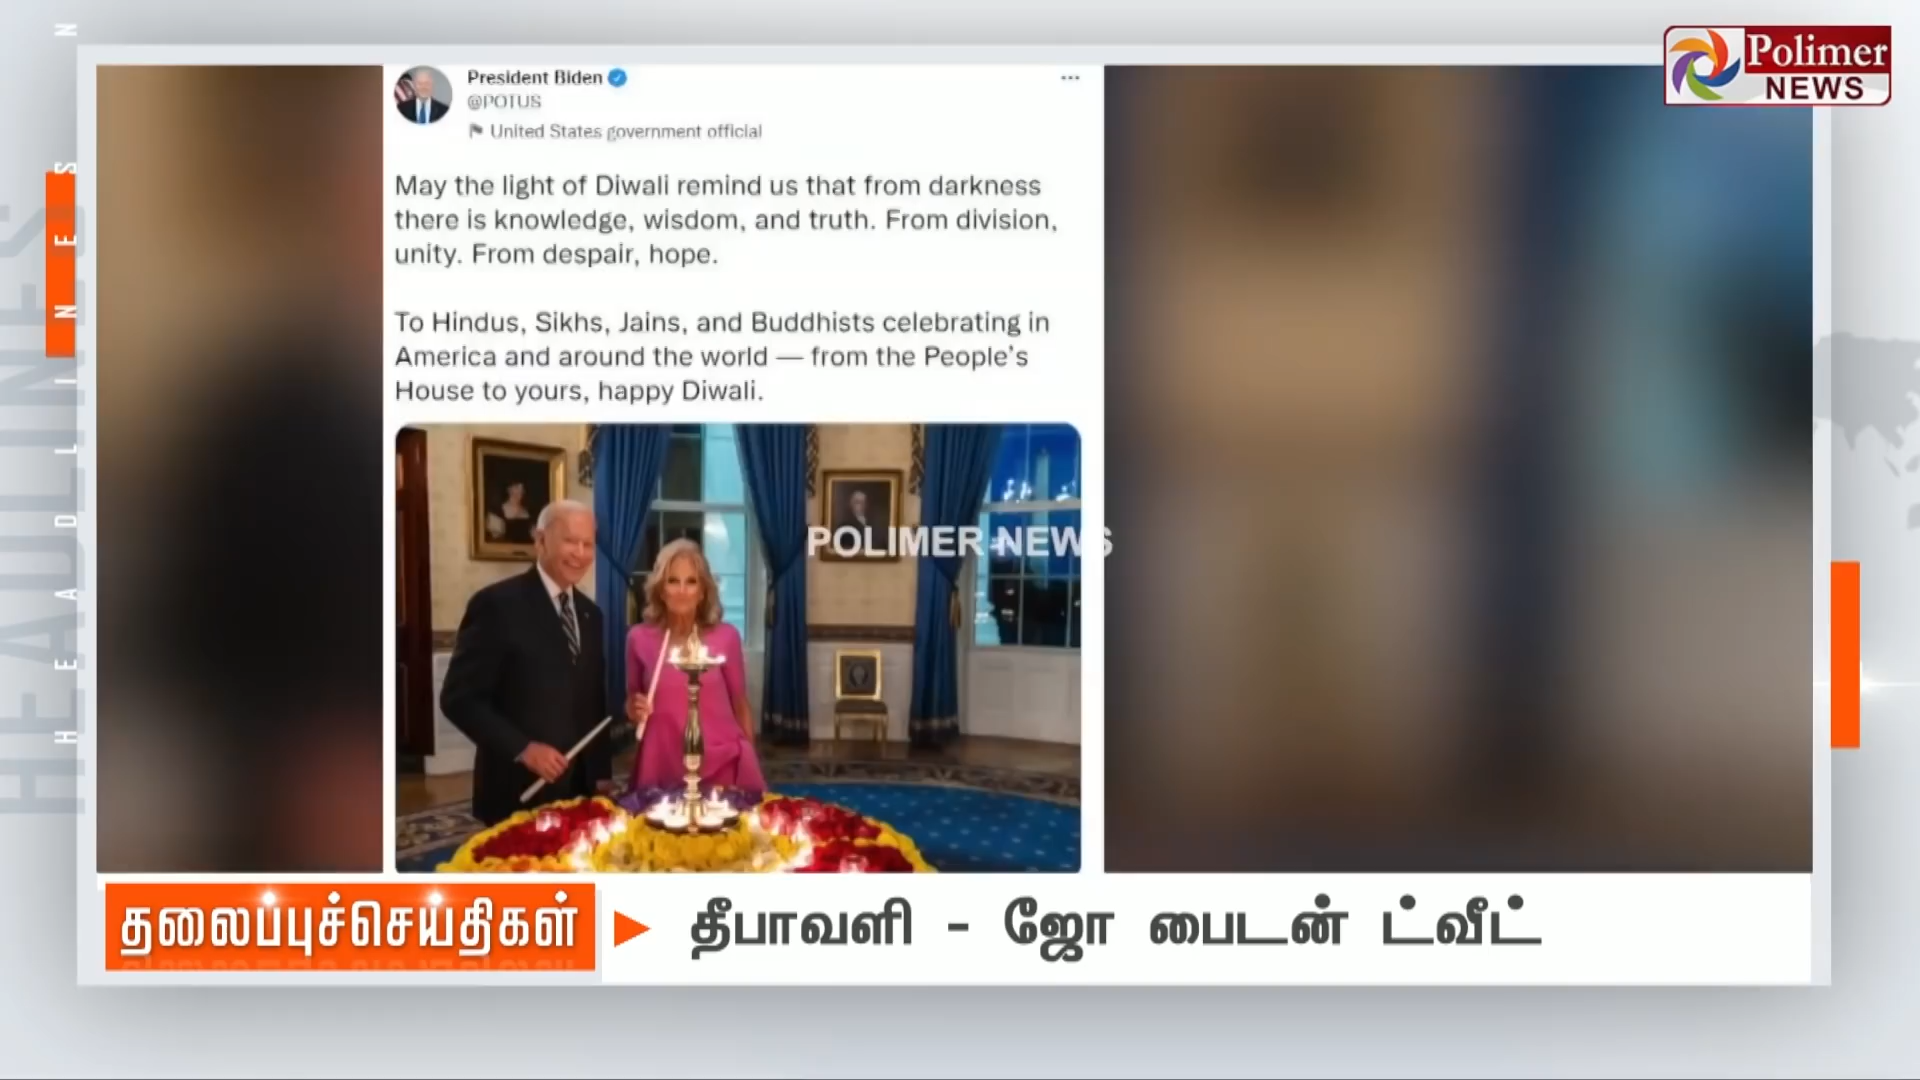 HEADLINES
HEADLINES N
Polimer
NEWS
President Biden
@POTUS
United States government official
May the light of Diwali remind us that from darkness
there is knowledge, wisdom, and truth. From division,
unity. From despair, hope.
To Hindus, Sikhs, Jains, and Buddhists celebrating in
America and around the world — from the People's
House to yours, happy Diwali.
POLIMER NEWS
தலைப்புச்செய்திகள்
தீபாவளி - ஜோ பைடன் ட்வீட்